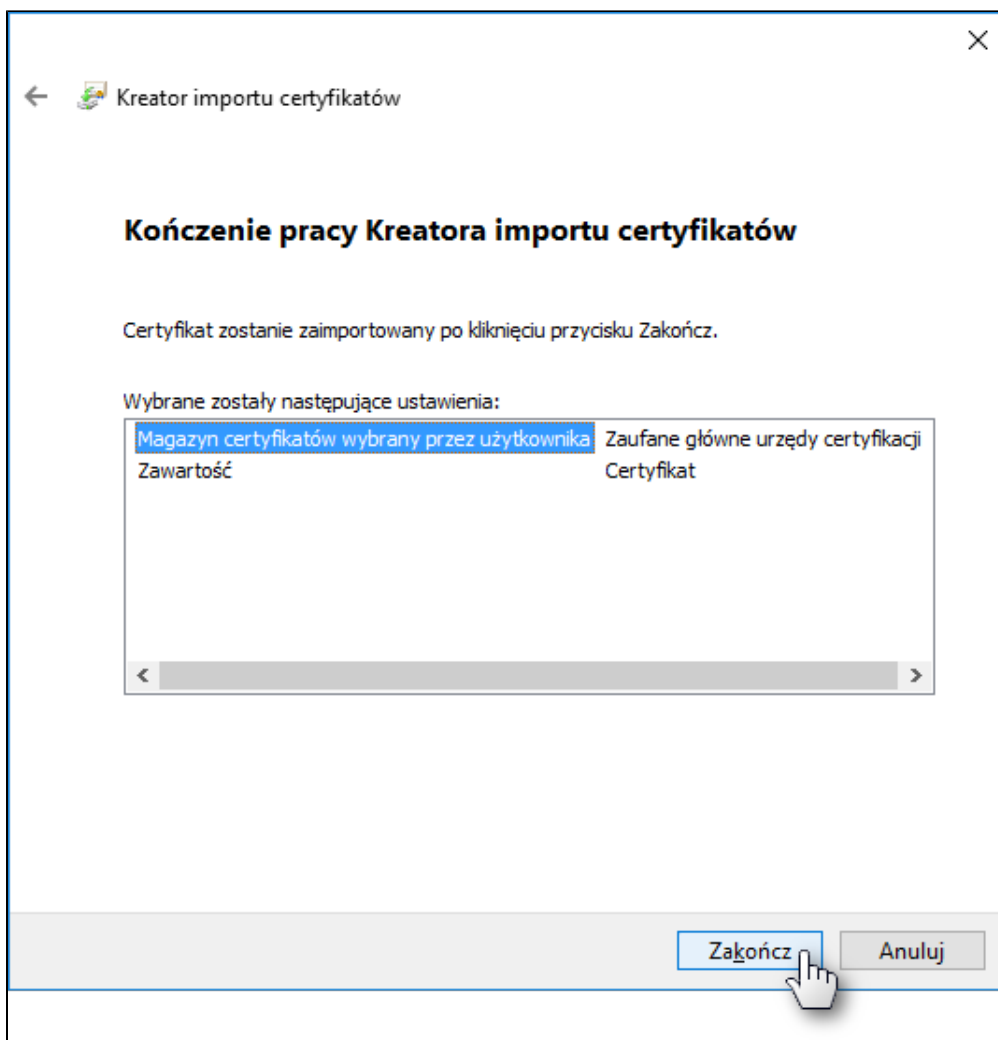 Kreator importu certyfikatów
Kończenie pracy Kreatora importu certyfikatów
Certyfikat zostanie zaimportowany po kliknięciu przycisku Zakończ.
Wybrane zostały następujące ustawienia:
Magazyn certyfikatów wybrany przez użytkownika Zaufane główne urzędy certyfikacji
Zawartość Certyfikat
Zakończ Anuluj